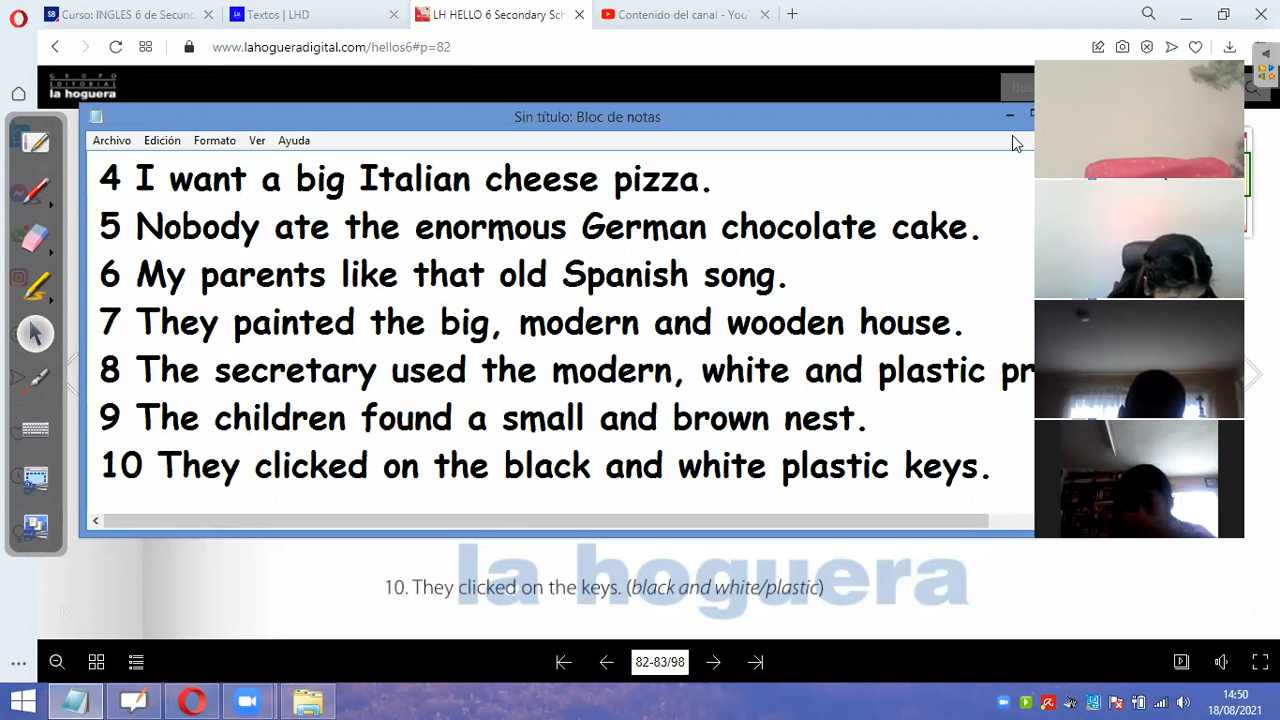 Curso: INGLES 6 de Secun
Textos | LHD
LH HELLO 6 Secondary Sch
Contenido del canal - You
www.lahogueradigital.com/hellos6#p=82
GRUPO
EDITORIAL
la hoguera
Bus
Sin título: Bloc de notas
Archivo Edición Formato Ver Ayuda
4 I want a big Italian cheese pizza.
5 Nobody ate the enormous German chocolate cake.
6 My parents like that old Spanish song.
7 They painted the big, modern and wooden house.
8 The secretary used the modern, white and plastic pr
9 The children found a small and brown nest.
10 They clicked on the black and white plastic keys.
la hoguera
10. They clicked on the keys. (black and white/plastic)
82-83/98
14:50
18/08/2021